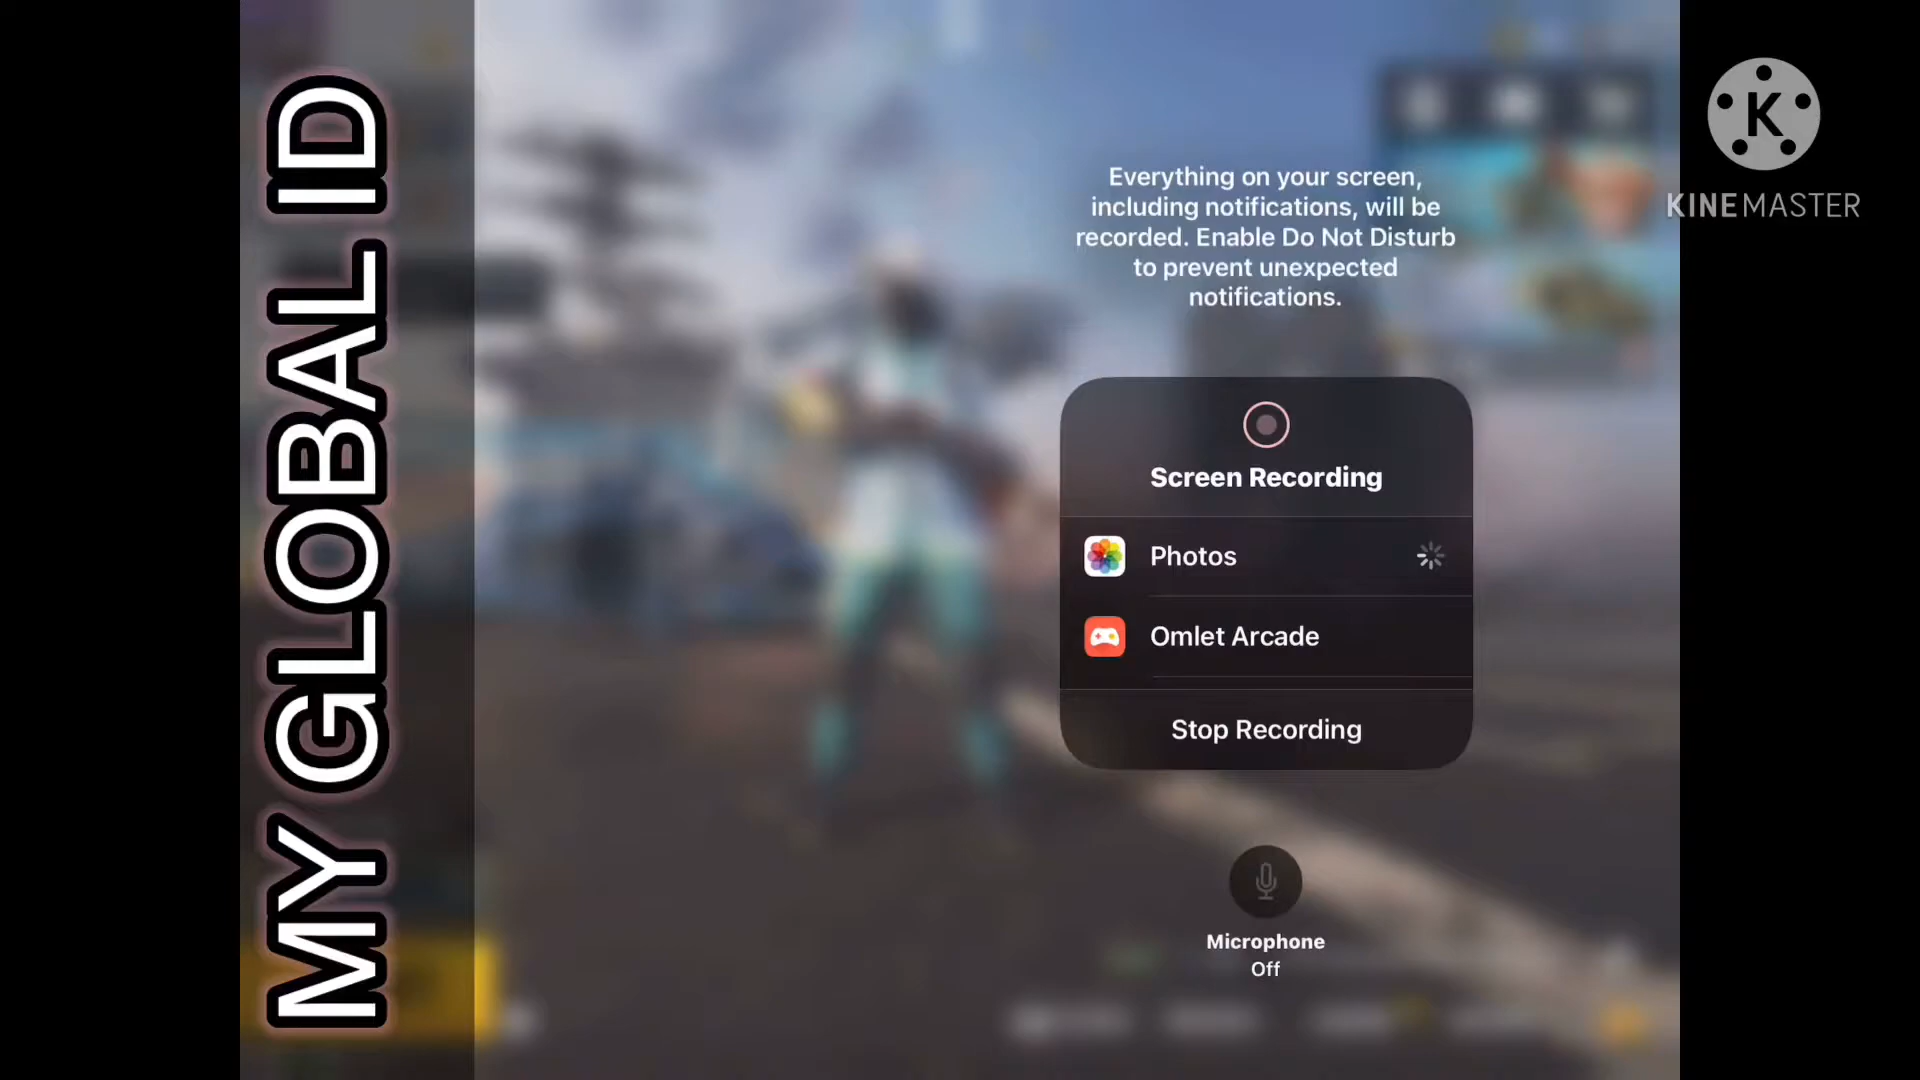 MY GLOBAL ID
Everything on your screen,
including notifications, will be
recorded. Enable Do Not Disturb
to prevent unexpected
notifications.
Screen Recording
Photos
Omlet Arcade
Stop Recording
Microphone
Off
K
KINEMASTER